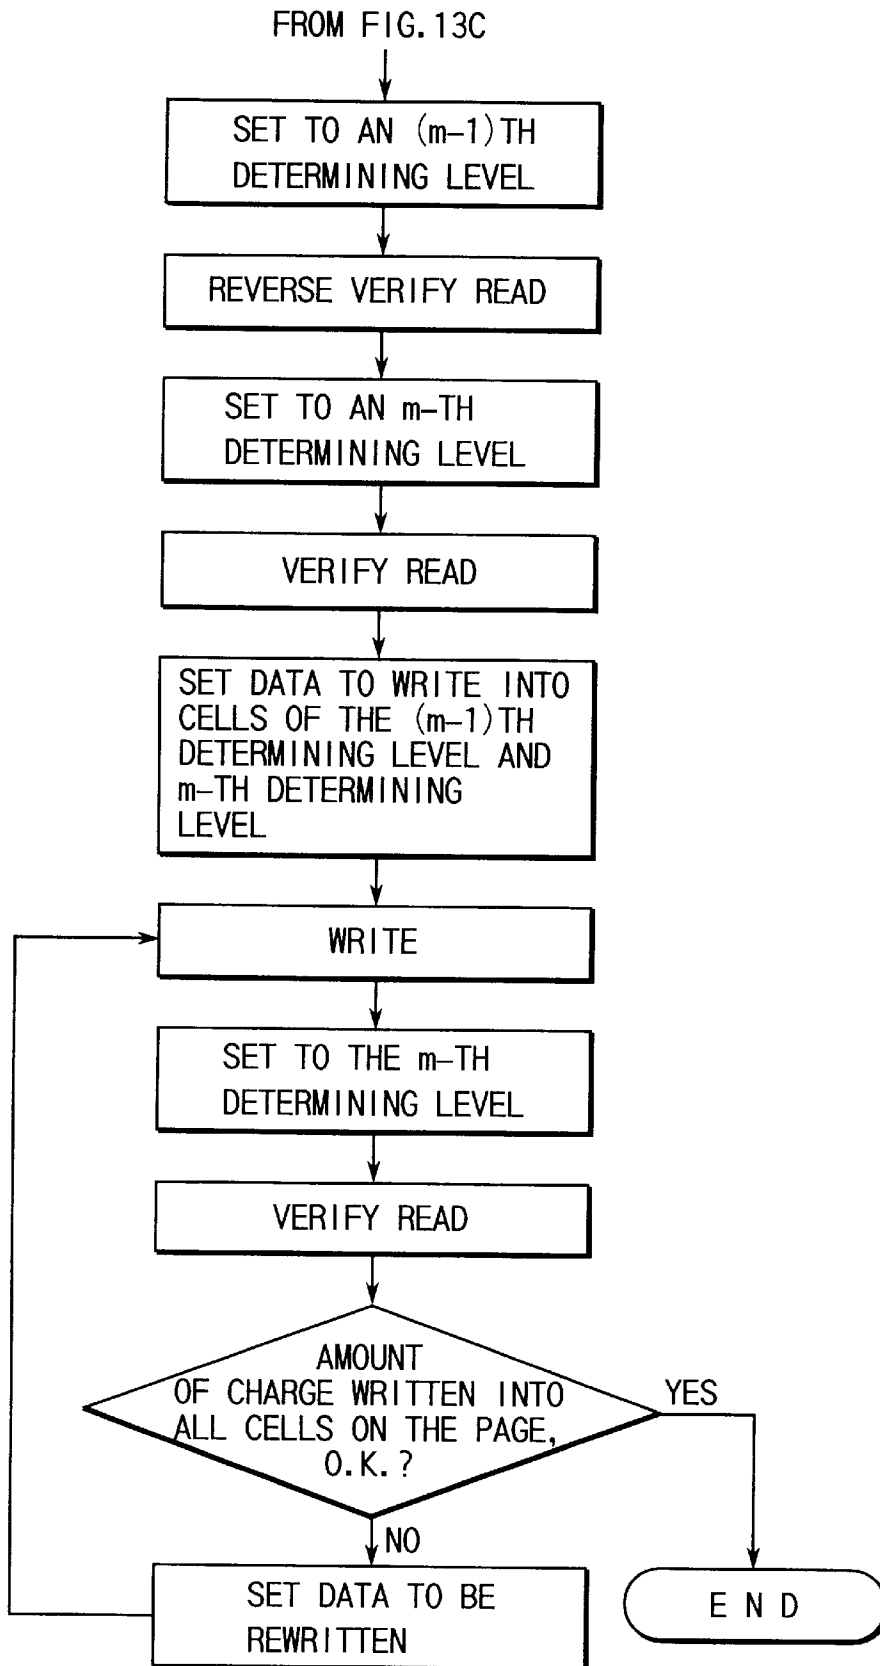 FROM FIG.13C
SET TO AN (m-1)TH
DETERMINING LEVEL
REVERSE VERIFY READ
SET TO AN m-TH
DETERMINING LEVEL
VERIFY READ
SET DATA TO WRITE INTO
CELLS OF THE (m-1)TH
DETERMINING LEVEL AND
m-TH DETERMINING
LEVEL
WRITE
SET TO THE m-TH
DETERMINING LEVEL
VERIFY READ
AMOUNT
OF CHARGE WRITTEN INTO
ALL CELLS ON THE PAGE,
O.K.?
YES
NO
SET DATA TO BE
REWRITTEN
END